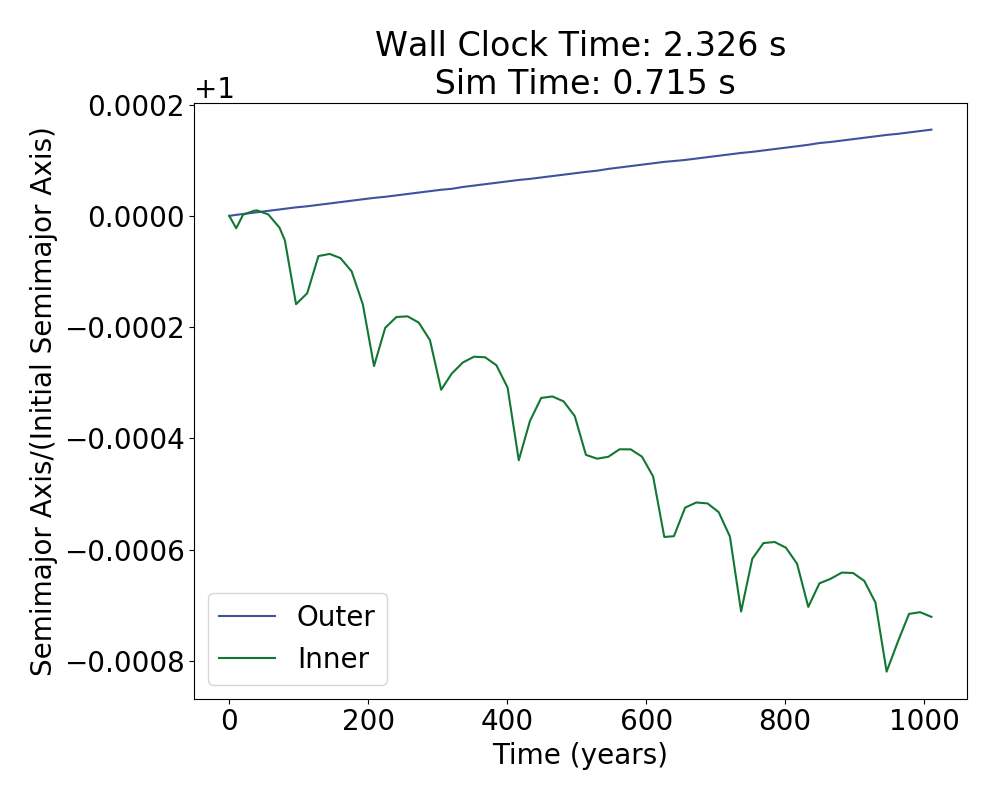 Wall Clock Time: 2.326 s
Sim Time: 0.715 s
+1
Semimajor Axis/(Initial Semimajor Axis)
0.0002
0.0000
−0.0002
−0.0004
−0.0006
−0.0008
Outer
Inner
0 200 400 600 800 1000
Time (years)